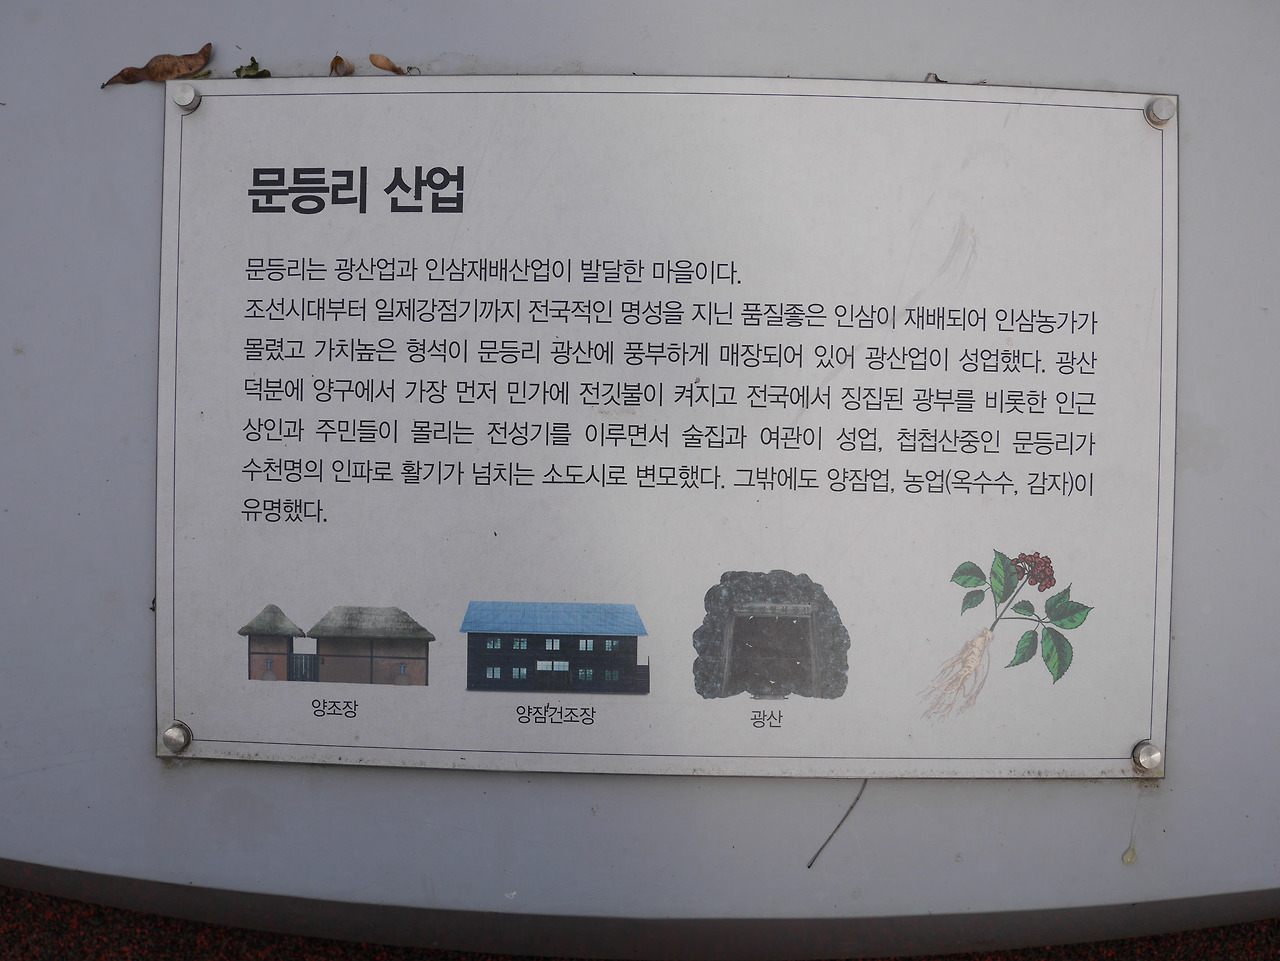 문등리 산업
문등리는 광산업과 인삼재배산업이 발달한 마을이다.
조선시대부터 일제강점기까지 전국적인 명성을 지닌 품질좋은 인삼이 재배되어 인삼농가가
몰렸고 가치높은 형석이 문등리 광산에 풍부하게 매장되어 있어 광산업이 성업했다. 광산
덕분에 양구에서 가장 먼저 민가에 전깃불이 켜지고 전국에서 징집된 광부를 비롯한 인근
상인과 주민들이 몰리는 전성기를 이루면서 술집과 여관이 성업, 첩첩산중인 문등리가
수천명의 인파로 활기가 넘치는 소도시로 변모했다. 그밖에도 양잠업, 농업(옥수수, 감자)이
유명했다.
양조장
양잠건조장
광산